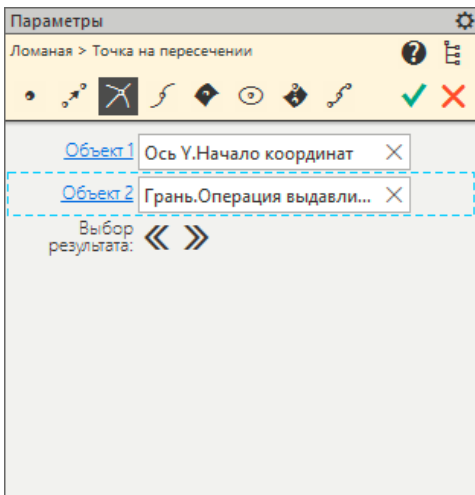 Параметры
Ломаная > Точка на пересечении
Объект 1 Ось Y.Начало координат
Объект 2 Грань.Операция выдавли...
Выбор
результата: